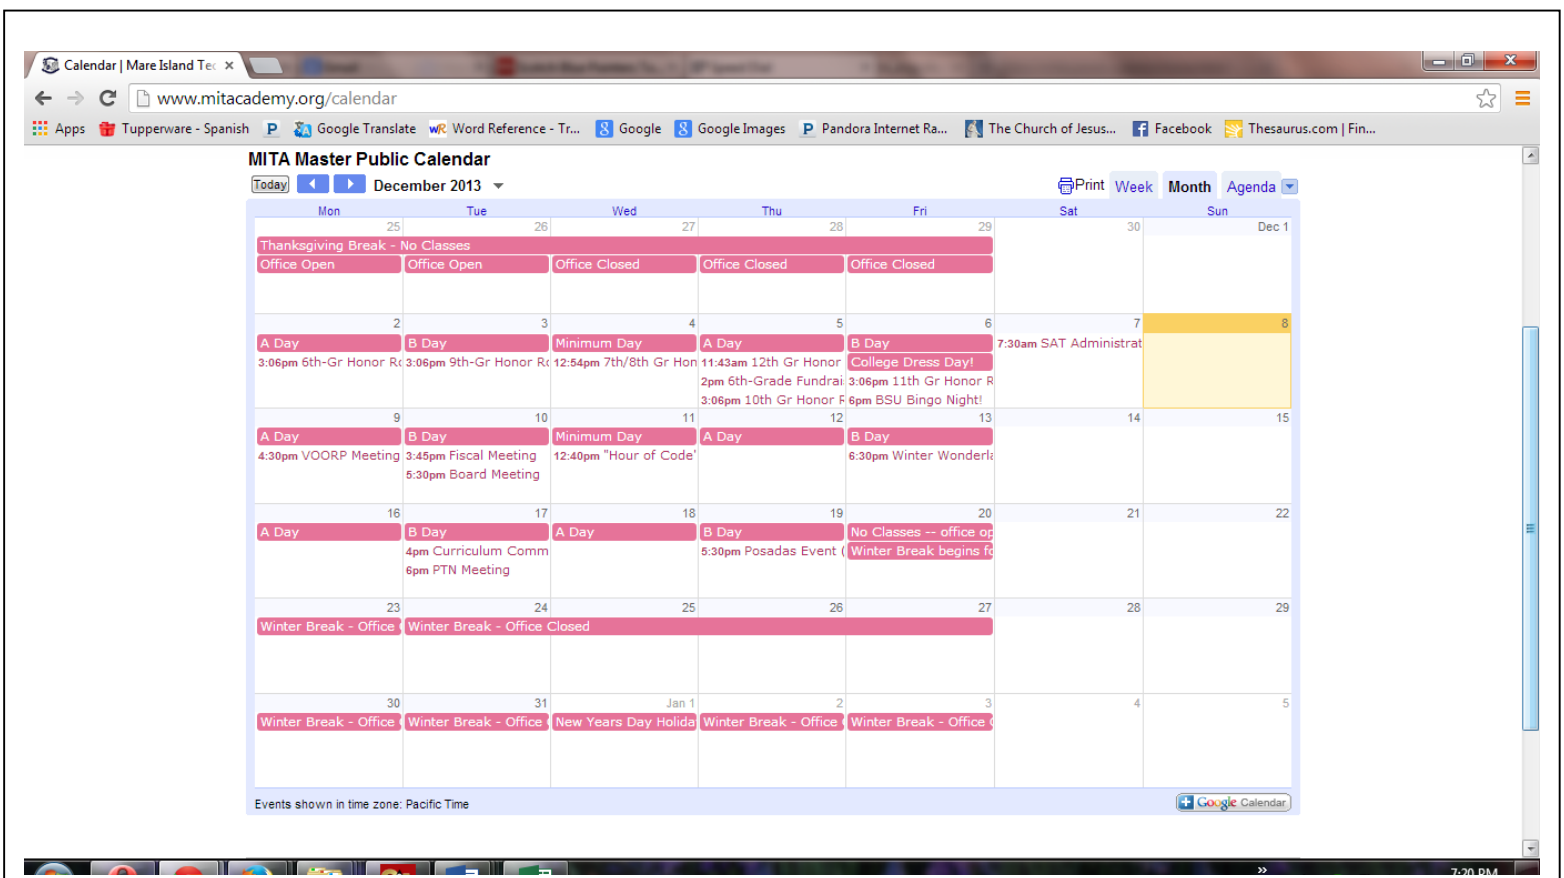 Calendar | Mare Island Tec
www.mitacademy.org/calendar
Apps Tupperware - Spanish Google Translate Word Reference - Tr... Google Google Images Pandora Internet Ra... The Church of Jesus... Facebook Thesaurus.com | Fin...
MITA Master Public Calendar
Today December 2013 Print Week Month Agenda
Mon Tue Wed Thu Fri Sat Sun
25 26 27 28 29 30 Dec 1
Thanksgiving Break - No Classes
Office Open Office Open Office Closed Office Closed Office Closed
2 3 4 5 6 7 8
A Day B Day Minimum Day A Day B Day 7:30am SAT Administrat
3:06pm 6th-Gr Honor Ro 3:06pm 9th-Gr Honor Ro 12:54pm 7th/8th Gr Hon 11:43am 12th Gr Honor College Dress Day!
2pm 6th-Grade Fundrai 3:06pm 11th Gr Honor R
3:06pm 10th Gr Honor R 6pm BSU Bingo Night!
9 10 11 12 13 14 15
A Day B Day Minimum Day A Day B Day
4:30pm VOORP Meeting 3:45pm Fiscal Meeting 12:40pm "Hour of Code" 6:30pm Winter Wonderla
5:30pm Board Meeting
16 17 18 19 20 21 22
A Day B Day A Day B Day No Classes -- office op
4pm Curriculum Comm 5:30pm Posadas Event ( Winter Break begins fo
6pm PTN Meeting
23 24 25 26 27 28 29
Winter Break - Office Winter Break - Office Closed
30 31 Jan 1 2 3 4 5
Winter Break - Office Winter Break - Office New Years Day Holida Winter Break - Office Winter Break - Office
Events shown in time zone: Pacific Time Google Calendar
7:20 PM